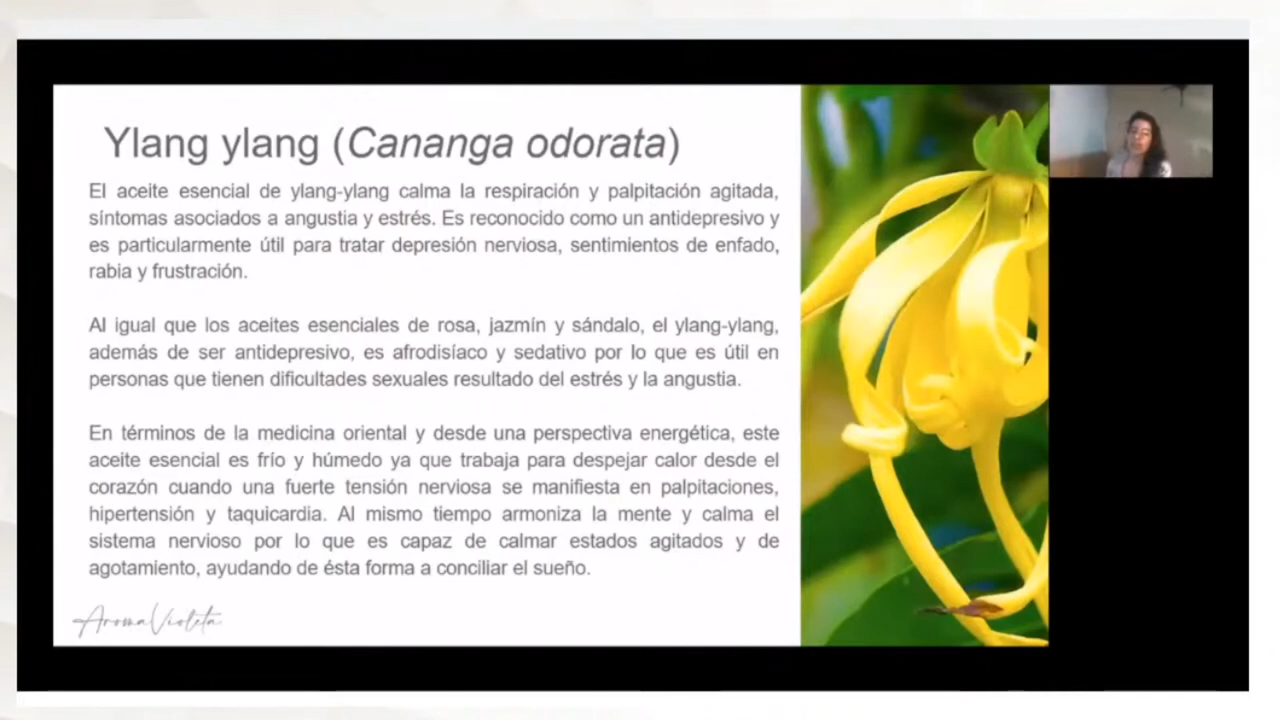 Ylang ylang (Cananga odorata)
El aceite esencial de ylang-ylang calma la respiración y palpitación agitada,
síntomas asociados a angustia y estrés. Es reconocido como un antidepresivo y
es particularmente útil para tratar depresión nerviosa, sentimientos de enfado,
rabia y frustración.
Al igual que los aceites esenciales de rosa, jazmín y sándalo, el ylang-ylang,
además de ser antidepresivo, es afrodisíaco y sedativo por lo que es útil en
personas que tienen dificultades sexuales resultado del estrés y la angustia.
En términos de la medicina oriental y desde una perspectiva energética, este
aceite esencial es frío y húmedo ya que trabaja para despejar calor desde el
corazón cuando una fuerte tensión nerviosa se manifiesta en palpitaciones,
hipertensión y taquicardia. Al mismo tiempo armoniza la mente y calma el
sistema nervioso por lo que es capaz de calmar estados agitados y de
agotamiento, ayudando de ésta forma a conciliar el sueño.
AromaVioleta